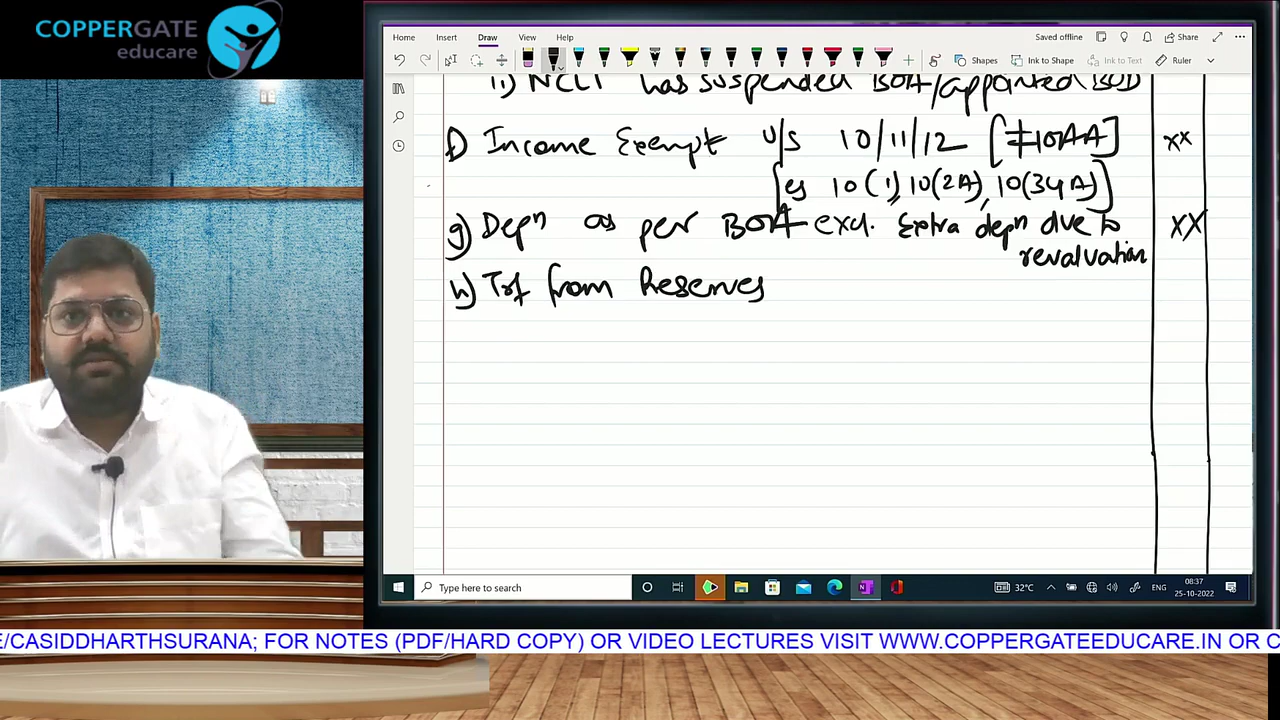 COPPERGATE
educare
Saved offline
Home Insert Draw View Help
Share
Shapes
Ink to Shape
Ink to Text
Ruler
ii) NCLT has suspended BOD/appointed BOD
f) Income Exempt u/s 10/11/12 [≠10AA] xx
[eg 10(1), 10(2A), 10(34A)]
g) Depn as per BOA excl. Extra depn due to xx
revaluation
h) Trf from Reserves
Type here to search
32°C
ENG
08:37
25-10-2022
E/CASIDDHARTHSURANA; FOR NOTES (PDF/HARD COPY) OR VIDEO LECTURES VISIT WWW.COPPERGATEEDUCARE.IN OR C